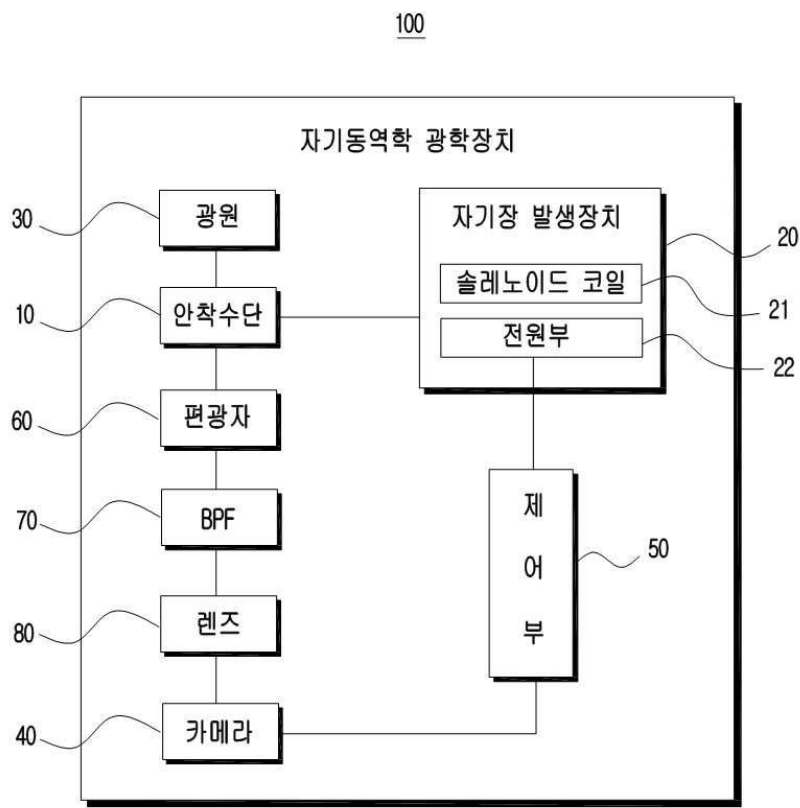 100
자기동역학 광학장치
30
광원
자기장 발생장치
20
솔레노이드 코일
21
10
안착수단
전원부
22
60
편광자
70
BPF
제
어
부
50
80
렌즈
40
카메라